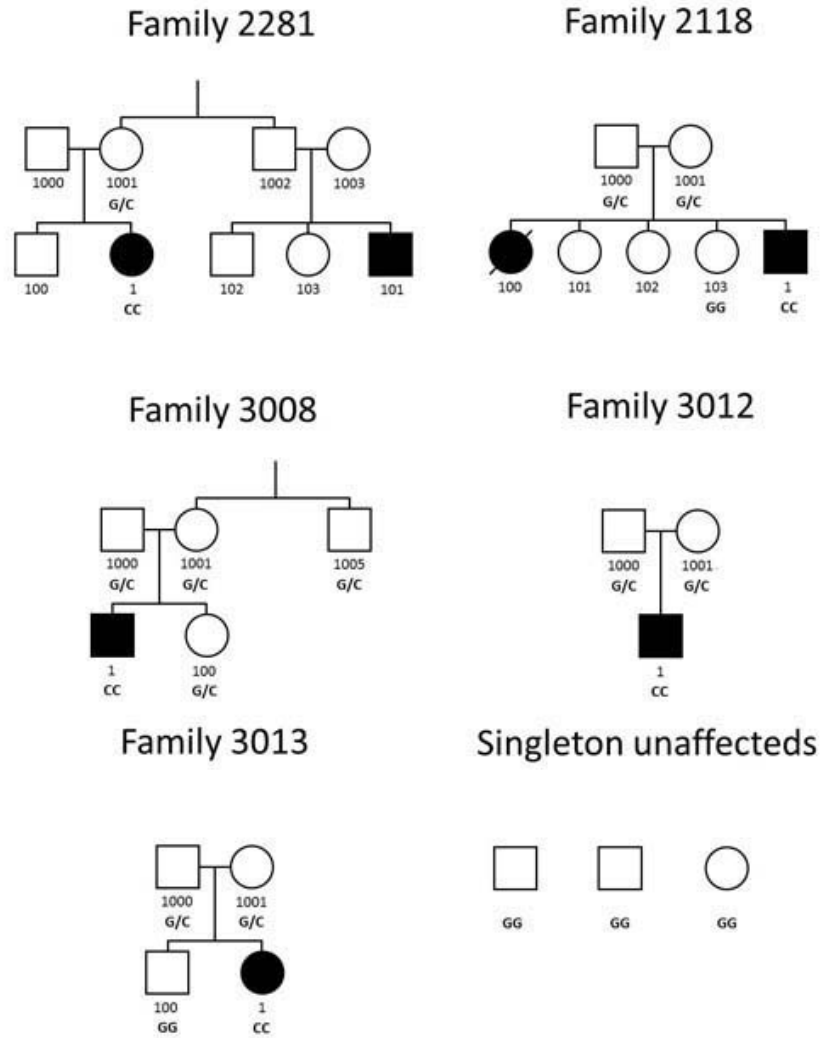 Family 2281
Family 2118
1000 1001 1002 1003
G/C
1000 1001
G/C G/C
100 1 102 103 101
CC
100 101 102 103 1
GG CC
Family 3008
Family 3012
1000 1001 1005
G/C G/C G/C
1000 1001
G/C G/C
1 100
CC G/C
1
CC
Family 3013
Singleton unaffecteds
1000 1001
G/C G/C
GG GG GG
100 1
GG CC